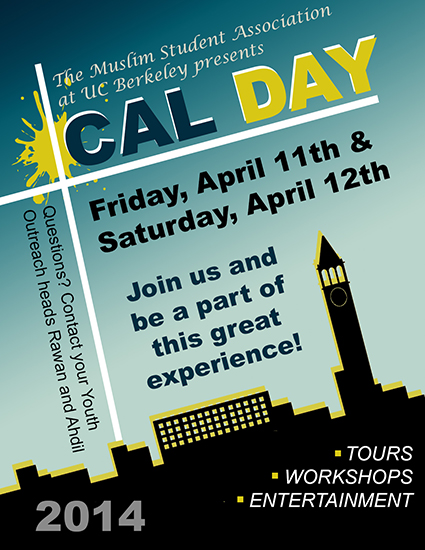 The Muslim Student Association
at UC Berkeley presents
CAL DAY
Friday, April 11th &
Saturday, April 12th
Questions? Contact your Youth
Outreach heads Rawan and Ahdil
Join us and
be a part of
this great
experience!
TOURS
WORKSHOPS
ENTERTAINMENT
2014